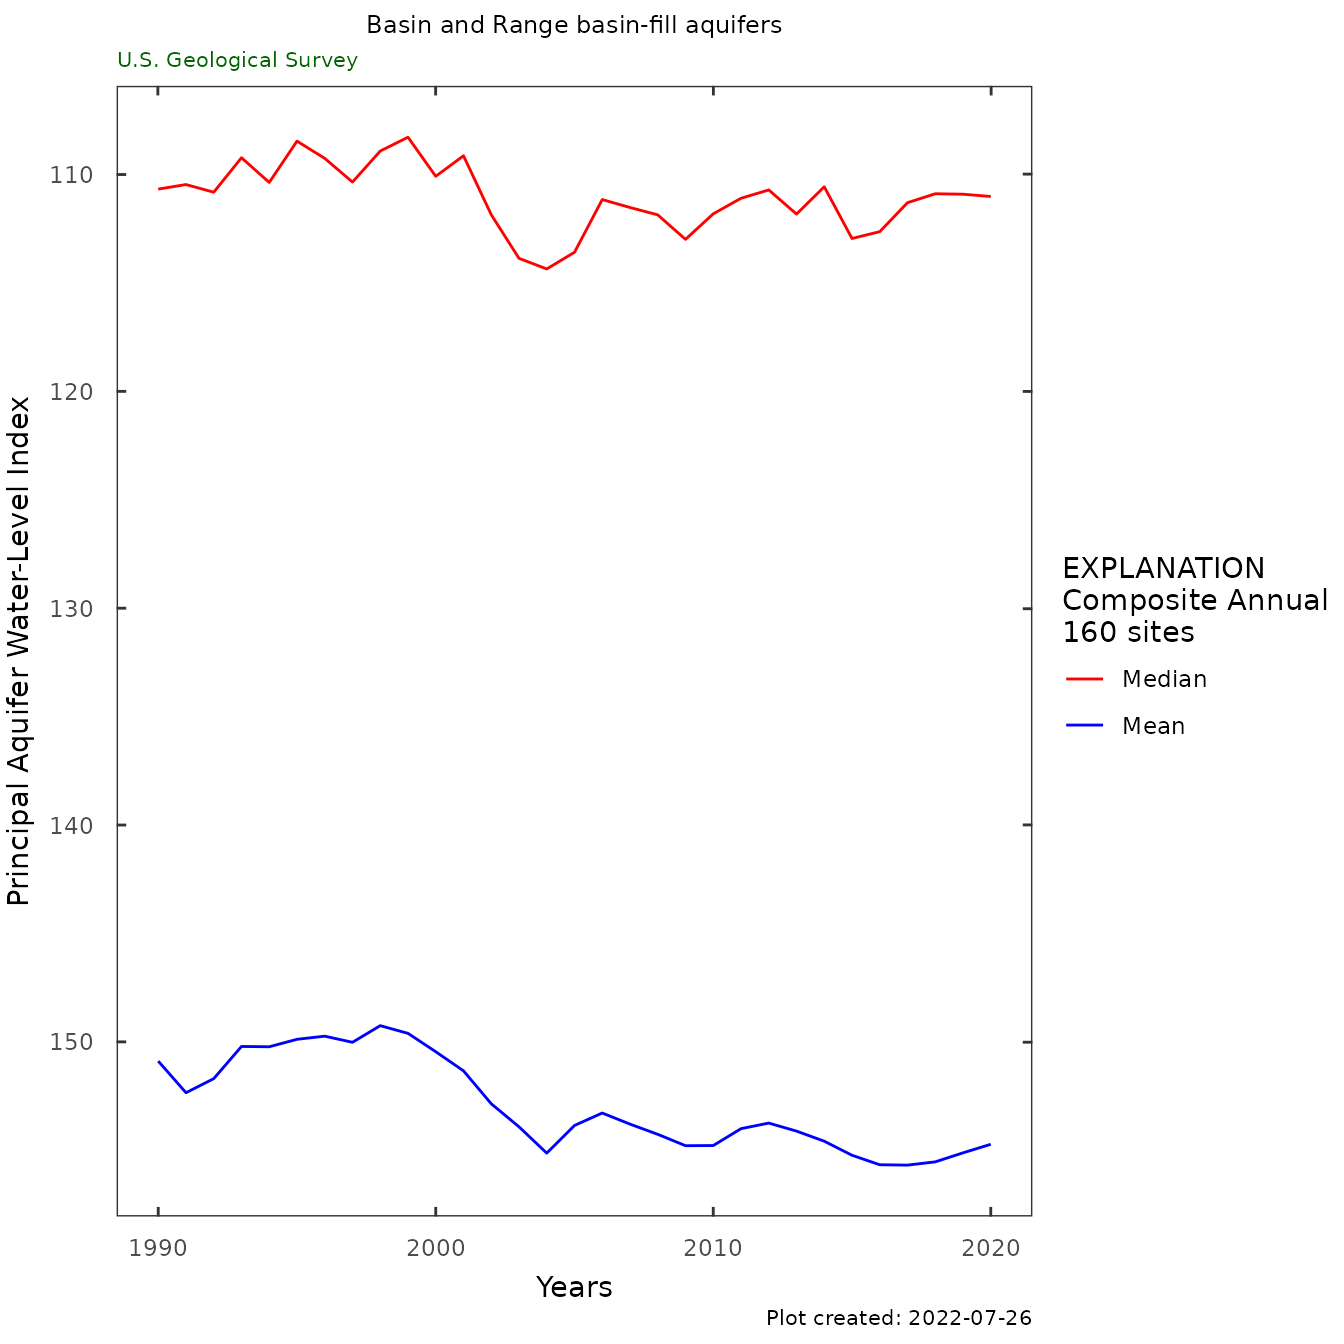 Basin and Range basin-fill aquifers
U.S. Geological Survey
Principal Aquifer Water-Level Index
110
120
130
140
150
1990
2000
2010
2020
Years
EXPLANATION
Composite Annual
160 sites
Median
Mean
Plot created: 2022-07-26